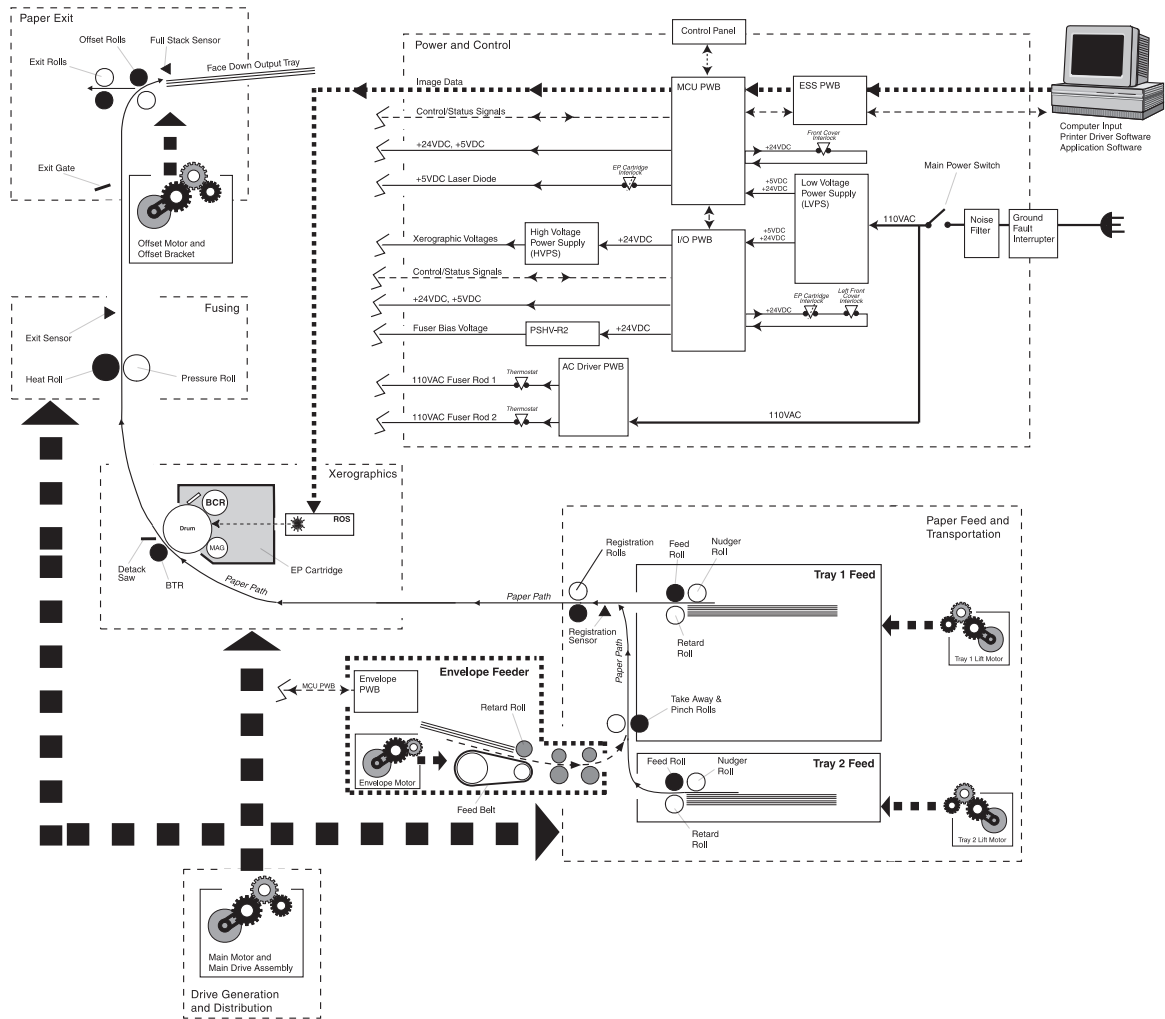 Paper Exit
Offset Rolls
Full Stack Sensor
Exit Rolls
Face Down Output Tray
Exit Gate
Offset Motor and
Offset Bracket
Fusing
Exit Sensor
Heat Roll
Pressure Roll
Power and Control
Control Panel
Image Data
MCU PWB
ESS PWB
Control/Status Signals
+24VDC, +5VDC
+24VDC
Front Cover
Interlock
+5VDC Laser Diode
EP Cartridge
Interlock
+5VDC
+24VDC
Low Voltage
Power Supply
(LVPS)
110VAC
Main Power Switch
Noise
Filter
Ground
Fault
Interrupter
Computer Input
Printer Driver Software
Application Software
Xerographic Voltages
High Voltage
Power Supply
(HVPS)
+24VDC
I/O PWB
+5VDC
+24VDC
Control/Status Signals
+24VDC, +5VDC
+24VDC
EP Cartridge
Interlock
Left Front
Cover
Interlock
Fuser Bias Voltage
PSHV-R2
+24VDC
110VAC Fuser Rod 1
Thermostat
AC Driver PWB
110VAC Fuser Rod 2
Thermostat
110VAC
Xerographics
BCR
Drum
MAG
ROS
EP Cartridge
Detack
Saw
BTR
Paper Path
Paper Path
Paper Feed and
Transportation
Registration
Rolls
Feed
Roll
Nudger
Roll
Tray 1 Feed
Registration
Sensor
Retard
Roll
Paper Path
Tray 1 Lift Motor
Take Away &
Pinch Rolls
MCU PWB
Envelope
PWB
Envelope Feeder
Retard Roll
Envelope Motor
Feed Belt
Feed Roll
Nudger
Roll
Tray 2 Feed
Retard
Roll
Tray 2 Lift Motor
Main Motor and
Main Drive Assembly
Drive Generation
and Distribution